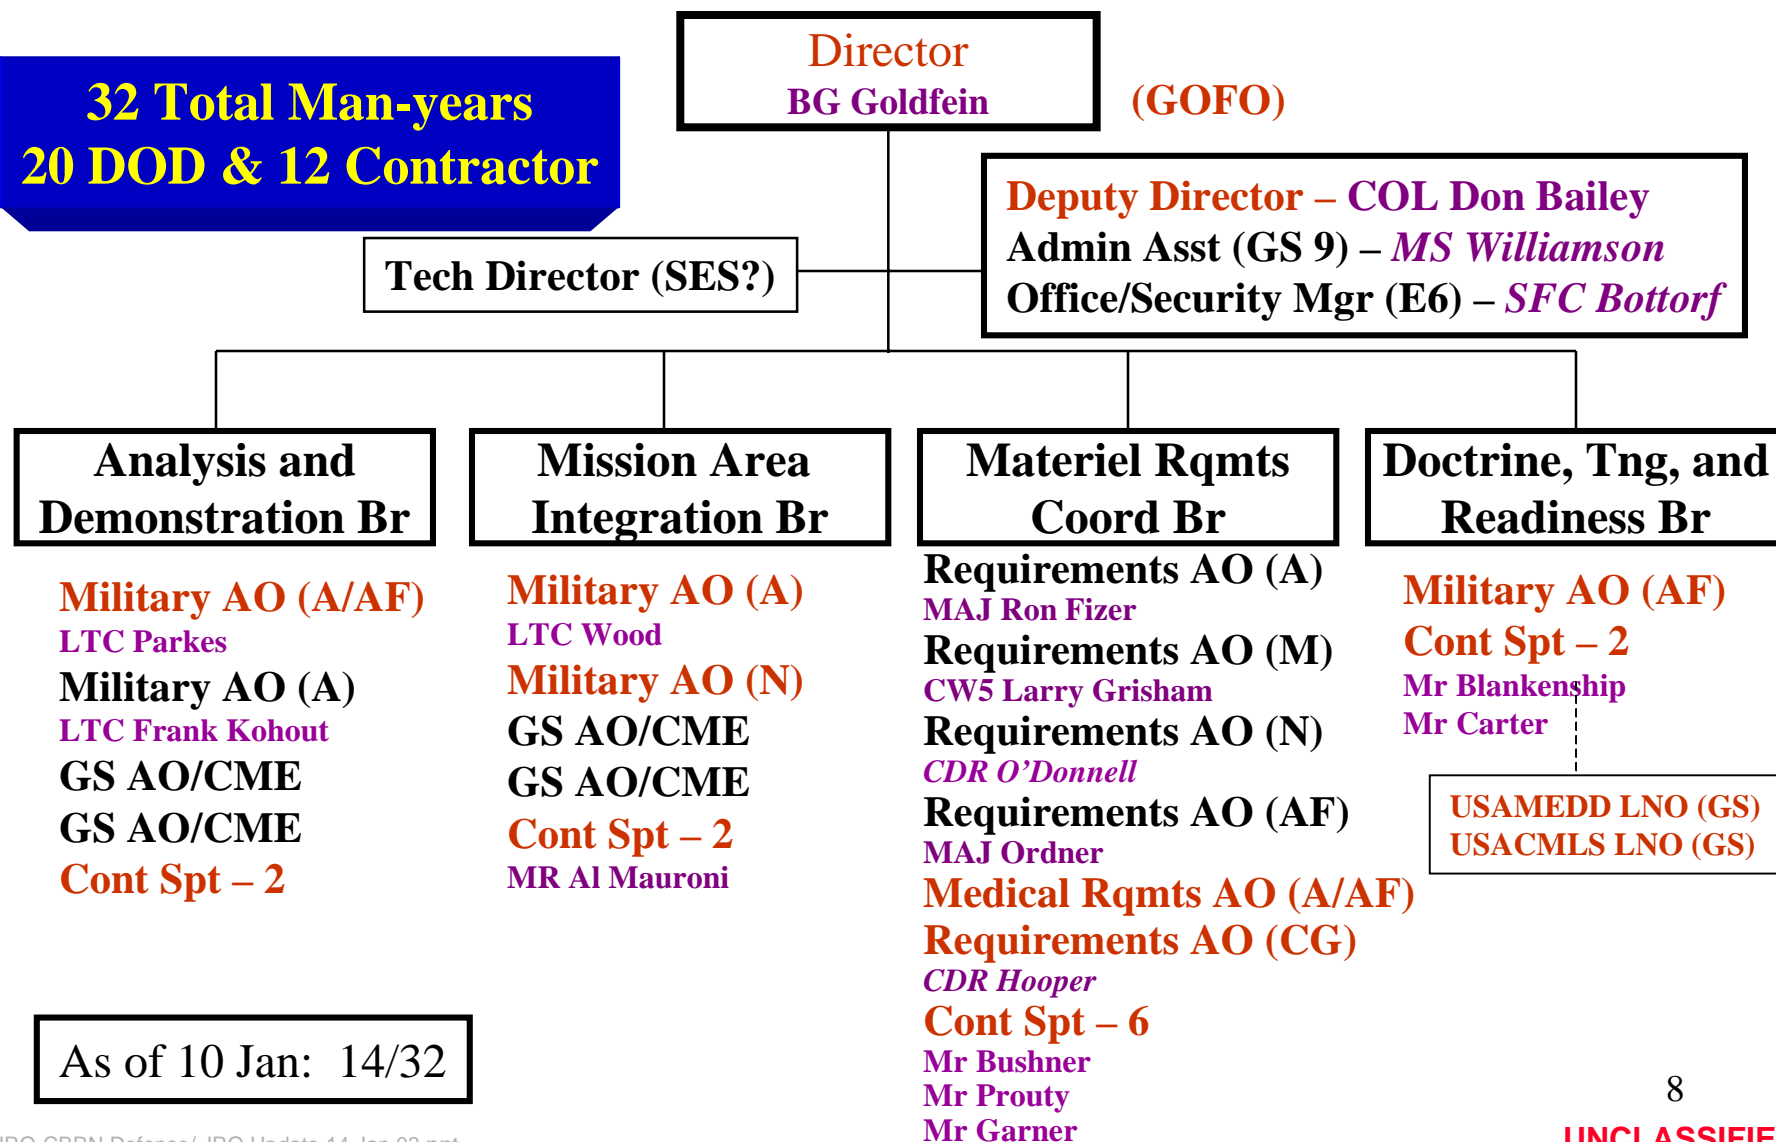 Director
BG Goldfein
(GOFO)
32 Total Man-years
20 DOD & 12 Contractor
Deputy Director – COL Don Bailey
Admin Asst (GS 9) – MS Williamson
Office/Security Mgr (E6) – SFC Bottorf
Tech Director (SES?)
Analysis and
Demonstration Br
Military AO (A/AF)
LTC Parkes
Military AO (A)
LTC Frank Kohout
GS AO/CME
GS AO/CME
Cont Spt – 2
Mission Area
Integration Br
Military AO (A)
LTC Wood
Military AO (N)
GS AO/CME
GS AO/CME
Cont Spt – 2
MR Al Mauroni
Materiel Rqmts
Coord Br
Requirements AO (A)
MAJ Ron Fizer
Requirements AO (M)
CW5 Larry Grisham
Requirements AO (N)
CDR O’Donnell
Requirements AO (AF)
MAJ Ordner
Medical Rqmts AO (A/AF)
Requirements AO (CG)
CDR Hooper
Cont Spt – 6
Mr Bushner
Mr Prouty
Mr Garner
Doctrine, Tng, and
Readiness Br
Military AO (AF)
Cont Spt – 2
Mr Blankenship
Mr Carter
USAMEDD LNO (GS)
USACMLS LNO (GS)
As of 10 Jan: 14/32
8
UNCLASSIFIE